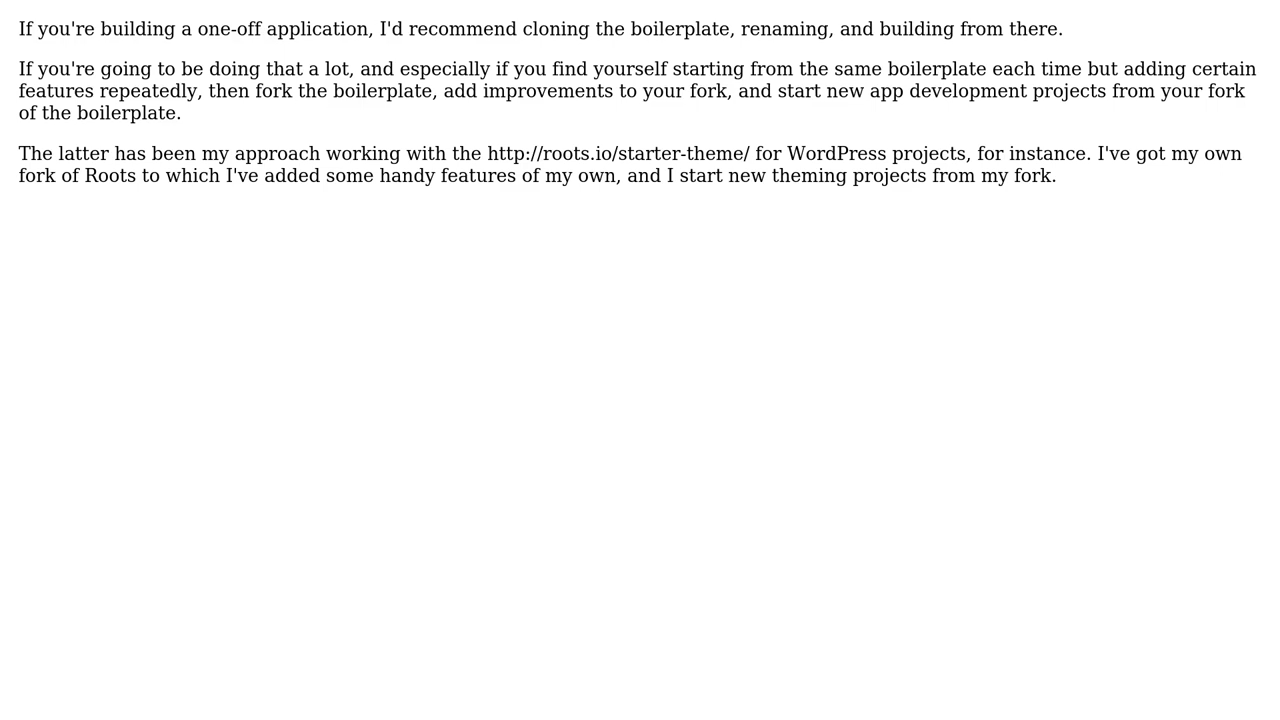 If you're building a one-off application, I'd recommend cloning the boilerplate, renaming, and building from there.
If you're going to be doing that a lot, and especially if you find yourself starting from the same boilerplate each time but adding certain
features repeatedly, then fork the boilerplate, add improvements to your fork, and start new app development projects from your fork
of the boilerplate.
The latter has been my approach working with the http://roots.io/starter-theme/ for WordPress projects, for instance. I've got my own
fork of Roots to which I've added some handy features of my own, and I start new theming projects from my fork.